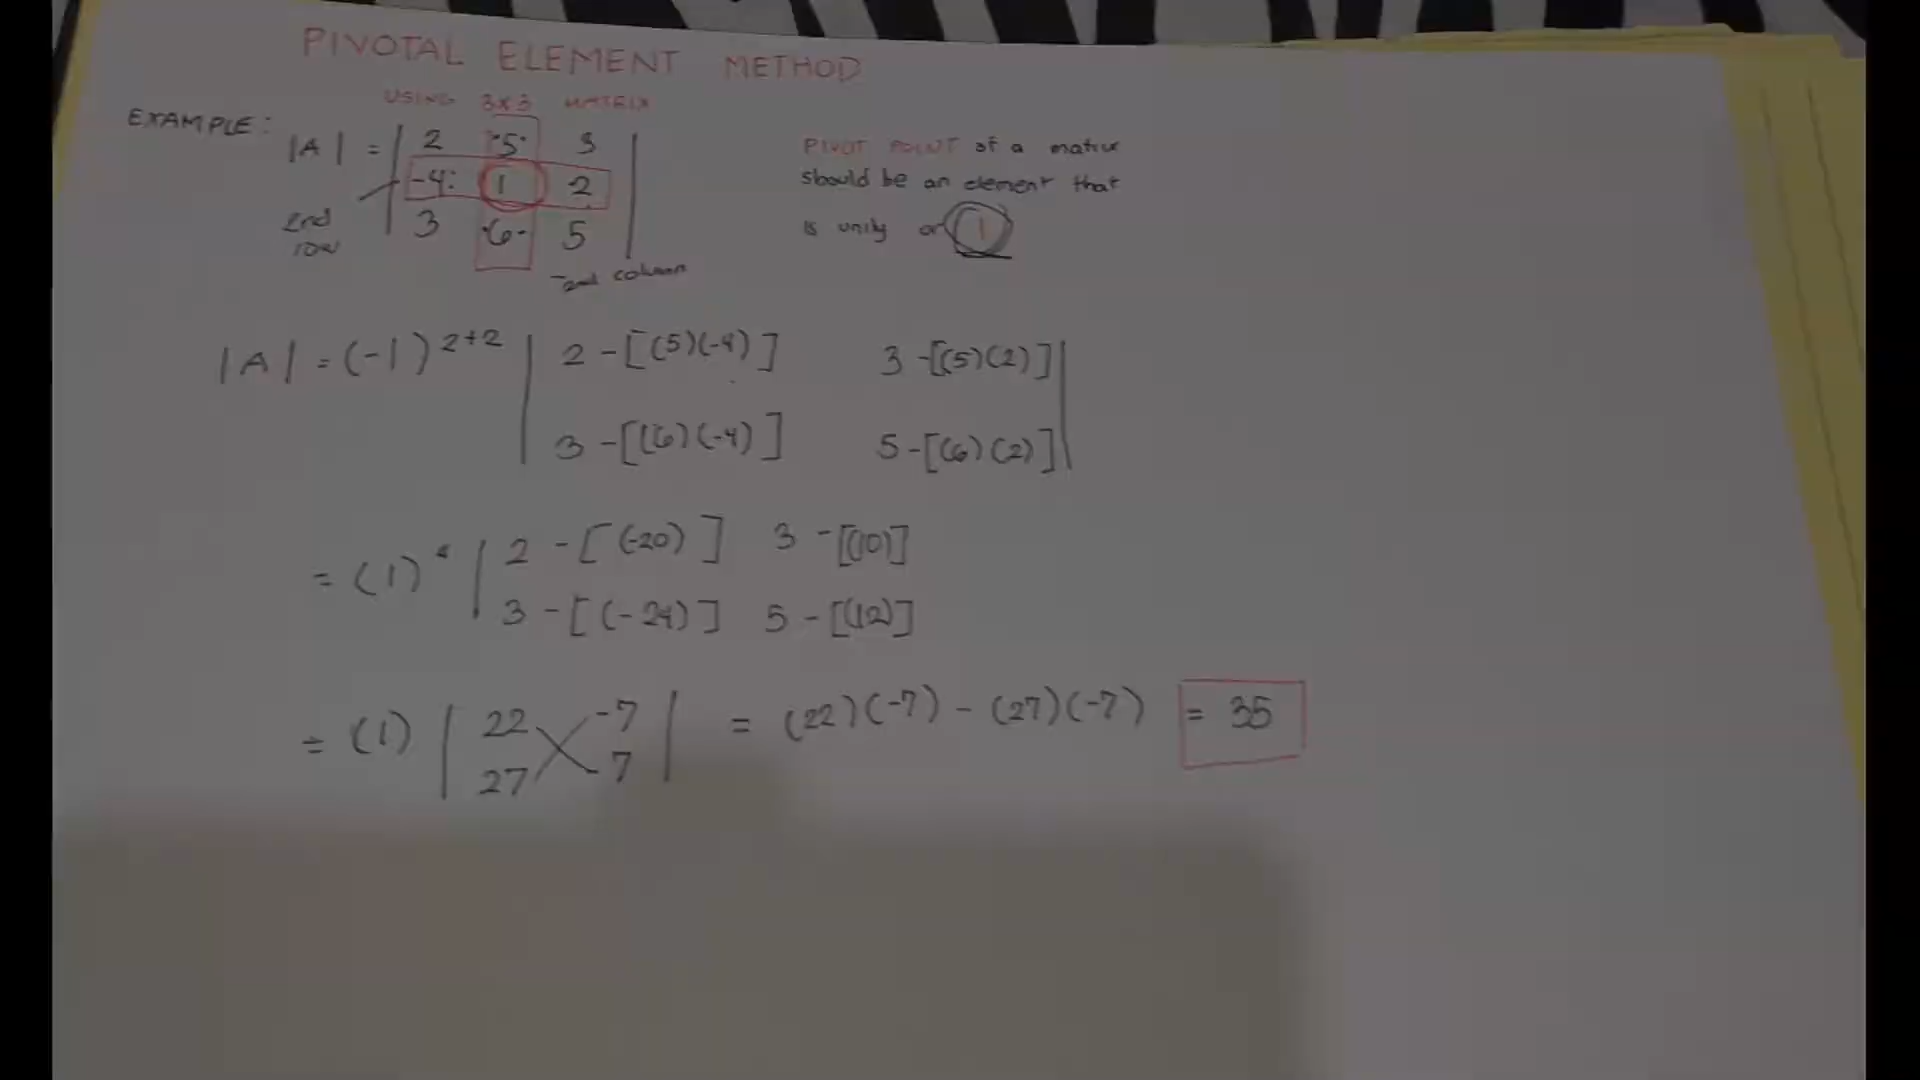 PIVOTAL ELEMENT METHOD
USING 3x3 MATRIX
EXAMPLE:
|A| = | 2 5 3 |
| -4 1 2 |
| 3 6 5 |
2nd row
2nd column
PIVOT POINT of a matrix
should be an element that
is unity or 1
|A| = (-1)^2+2 | 2 -[(5)(-4)] 3 -[(5)(2)] |
| 3 -[(6)(-4)] 5 -[(6)(2)] |
= (1)^4 | 2 -[(-20)] 3 -[(10)]
3 -[(-24)] 5 -[(12)]
= (1) | 22 -7 | = (22)(-7) - (27)(-7) = 35
| 27 7 |